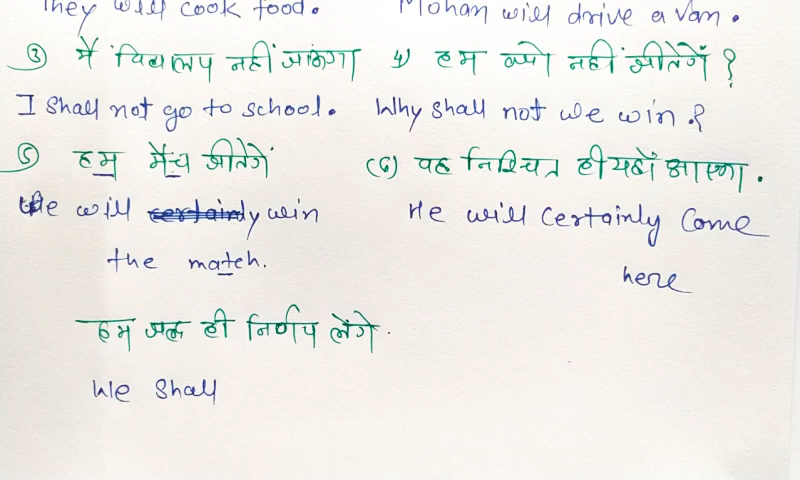 They will cook food. Mohan will drive a van.
③ मैं विद्यालय नहीं जाऊंगा 4) हम क्यो नहीं जीतेगें ?
I shall not go to school. Why shall not we win ?
⑤ हम मैच जीतेगें (6) वह निश्चित ही यहाँ आएगा.
We will certainly win He will certainly come
the match. here
हम जल्द ही निर्णय लेंगे.
We shall